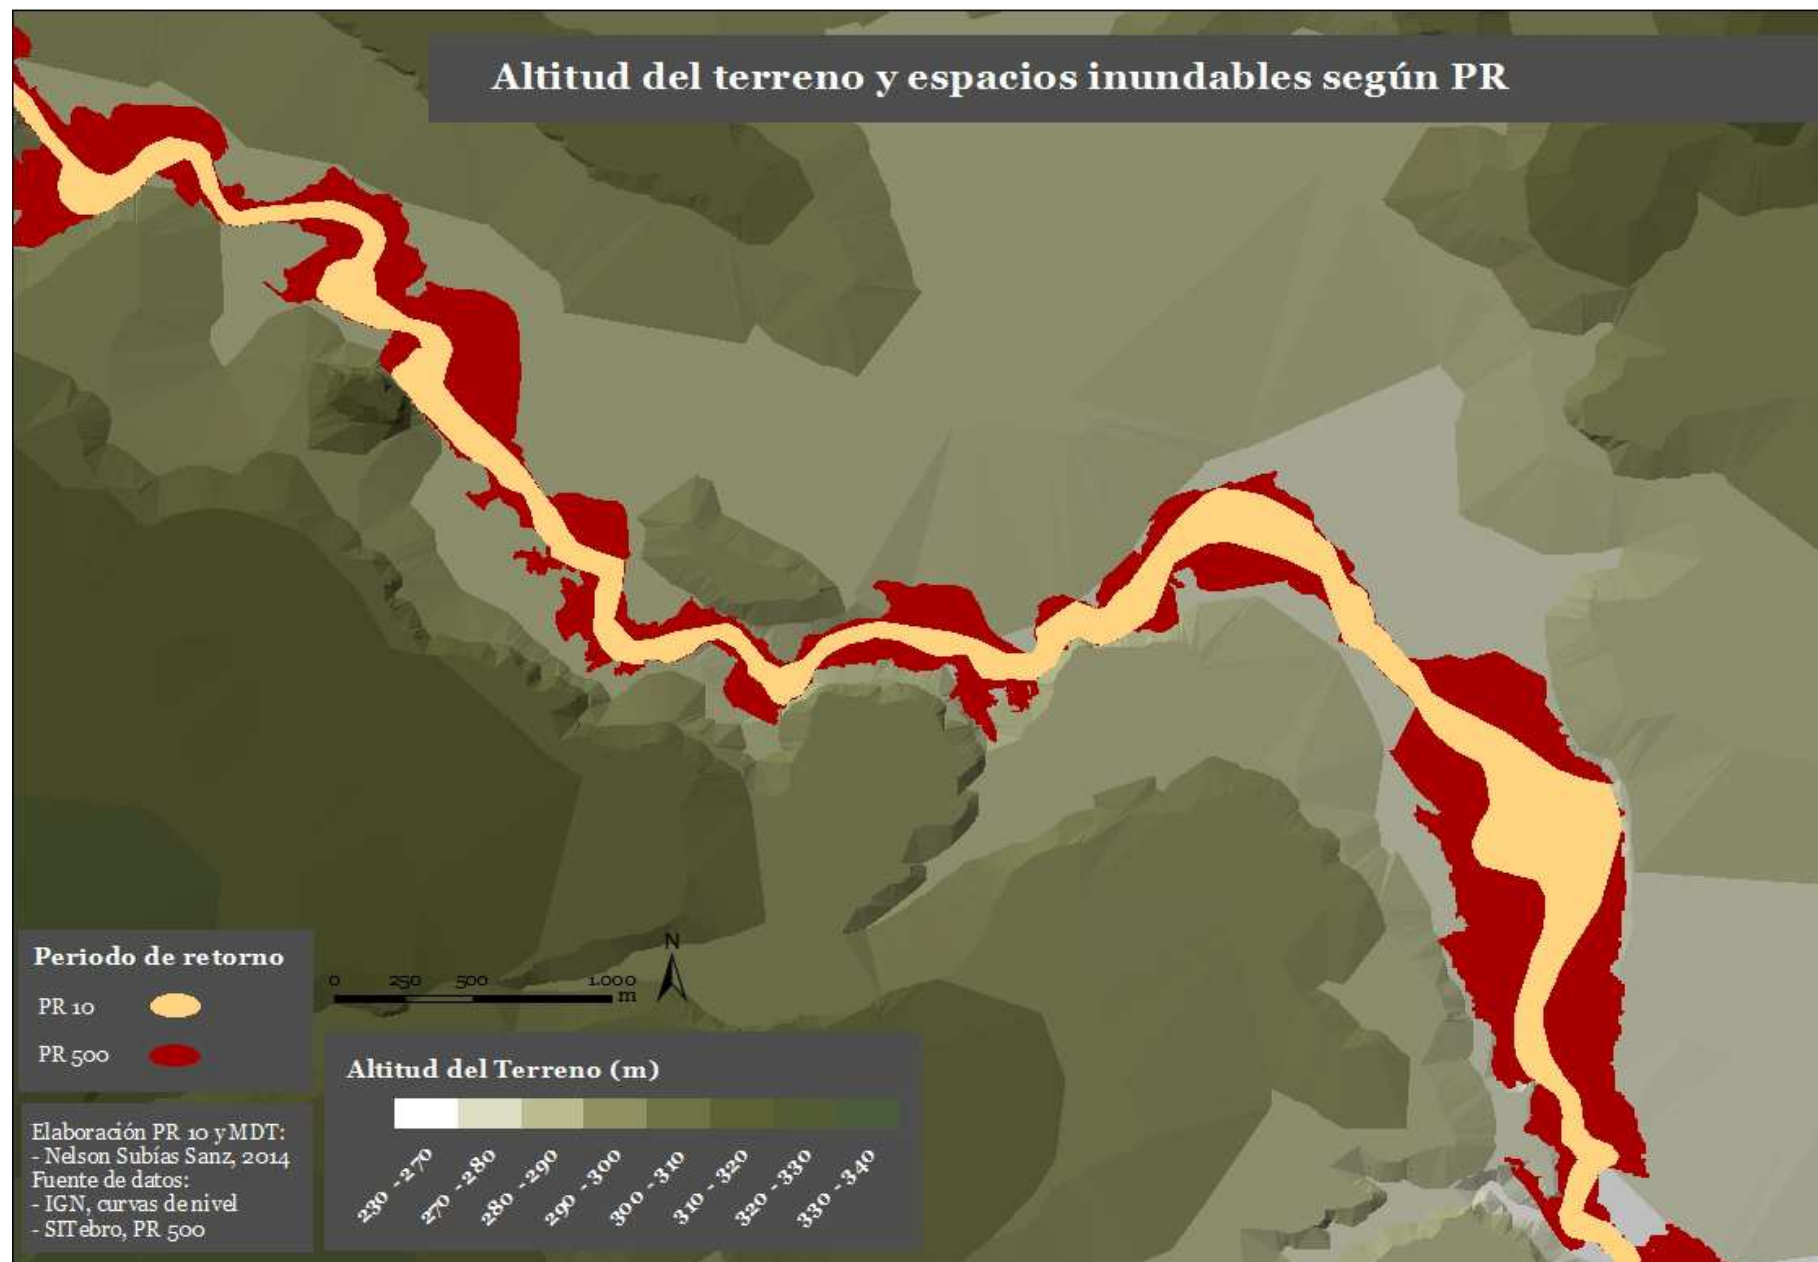 Altitud del terreno y espacios inundables según PR
Periodo de retorno
PR 10
PR 500
Elaboración PR 10 y MDT:
- Nelson Subías Sanz, 2014
Fuente de datos:
- IGN, curvas de nivel
- SITebro, PR 500
0 250 500 1.000
m
N
Altitud del Terreno (m)
230 - 270
270 - 280
280 - 290
290 - 300
300 - 310
310 - 320
320 - 330
330 - 340